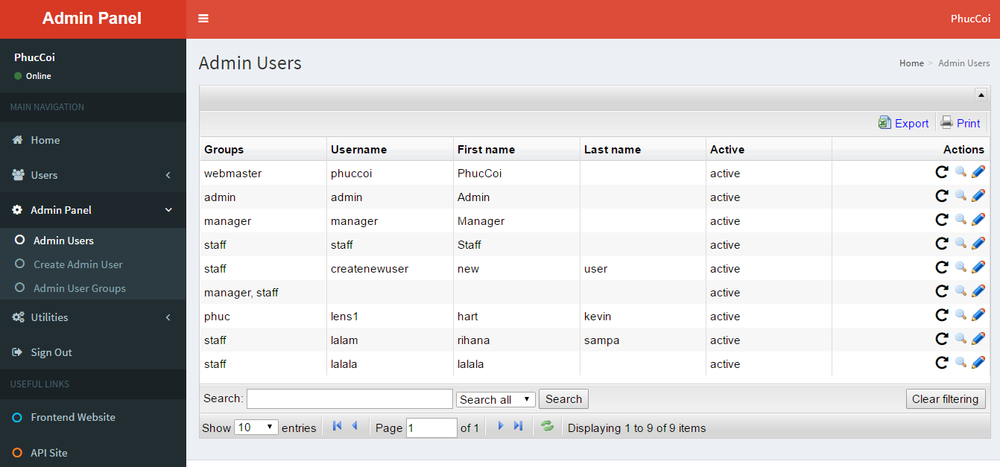 Admin Panel
PhucCoi
PhucCoi
Online
MAIN NAVIGATION
Home
Users
Admin Panel
Admin Users
Create Admin User
Admin User Groups
Utilities
Sign Out
USEFUL LINKS
Frontend Website
API Site
Admin Users
Home > Admin Users
Export Print
Groups Username First name Last name Active Actions
webmaster phuccoi PhucCoi active
admin admin Admin active
manager manager Manager active
staff staff Staff active
staff createnewuser new user active
manager, staff active
phuc lens1 hart kevin active
staff lalam rihana sampa active
staff lalala lalala active
Search: Search all Search Clear filtering
Show 10 entries Page 1 of 1 Displaying 1 to 9 of 9 items